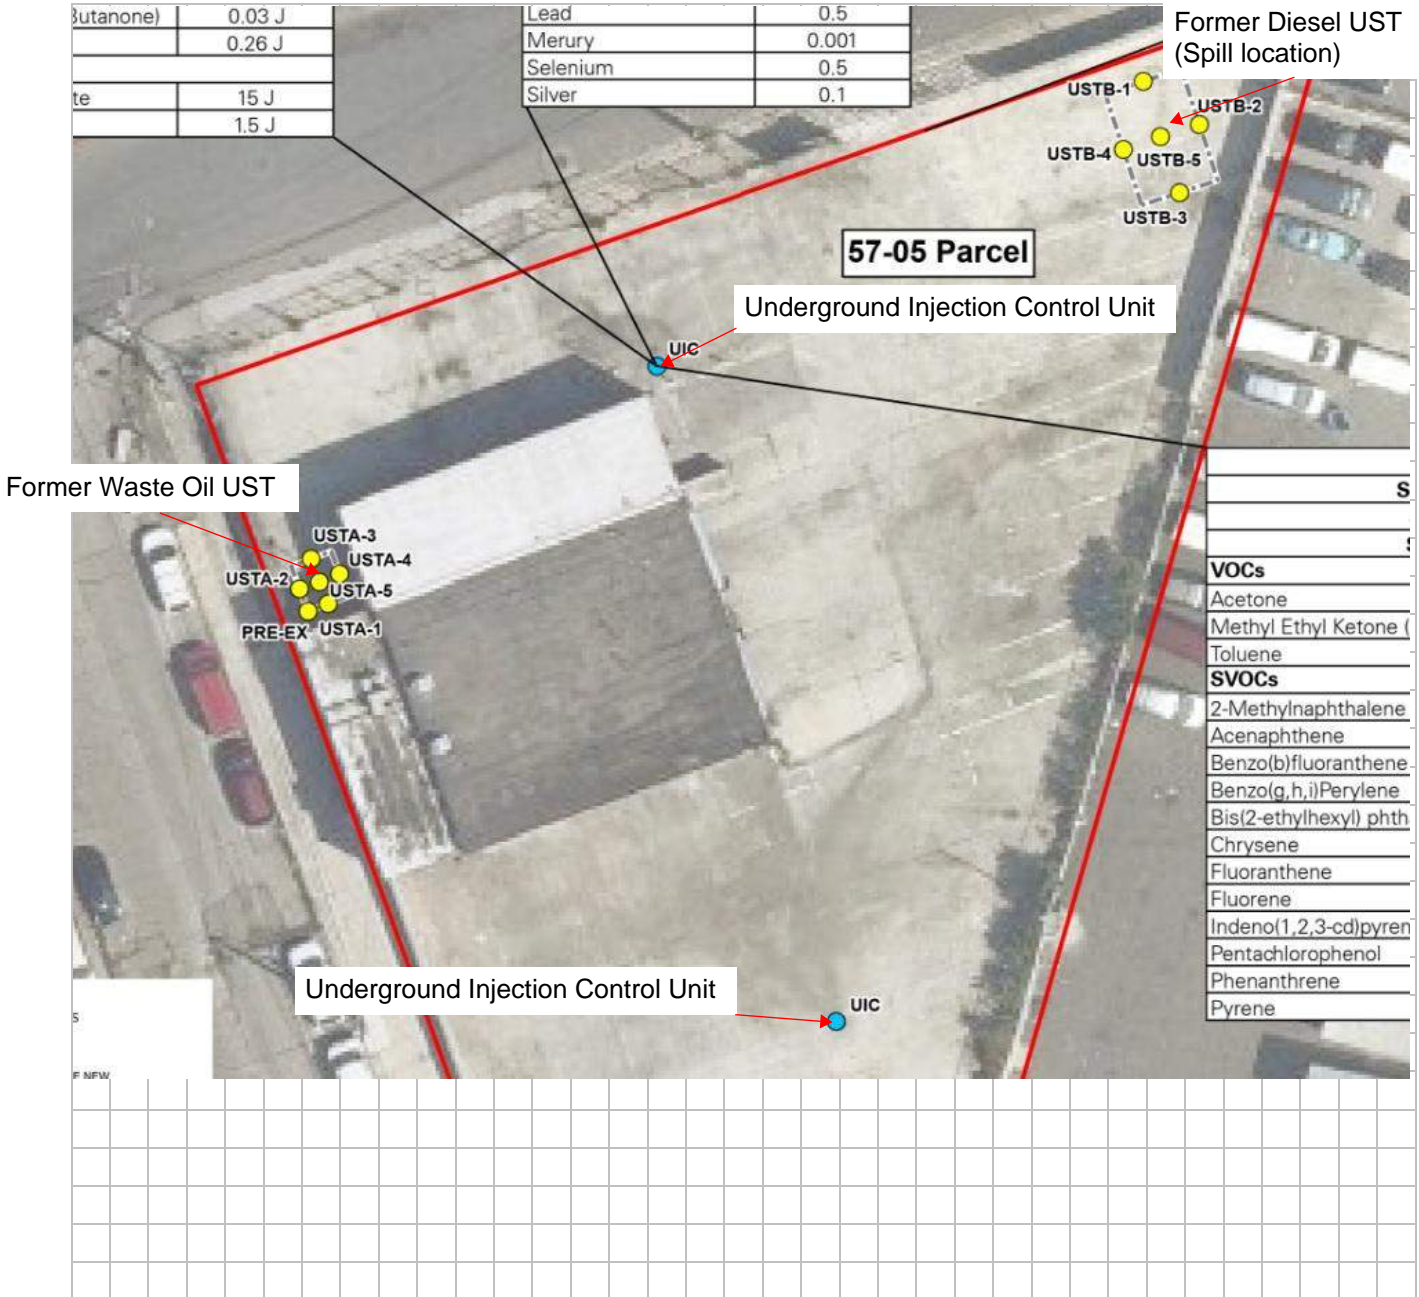 Former Diesel UST
(Spill location)
Butanone) 0.03 J
0.26 J
te 15 J
1.5 J
Lead 0.5
Merury 0.001
Selenium 0.5
Silver 0.1
USTB-1
USTB-2
USTB-4
USTB-5
USTB-3
57-05 Parcel
Underground Injection Control Unit
UIC
Former Waste Oil UST
USTA-3
USTA-4
USTA-2
USTA-5
PRE-EX
USTA-1
S
VOCs
Acetone
Methyl Ethyl Ketone (
Toluene
SVOCs
2-Methylnaphthalene
Acenaphthene
Benzo(b)fluoranthene
Benzo(g,h,i)Perylene
Bis(2-ethylhexyl) phth
Chrysene
Fluoranthene
Fluorene
Indeno(1,2,3-cd)pyren
Pentachlorophenol
Phenanthrene
Pyrene
Underground Injection Control Unit
UIC
S
E NEW